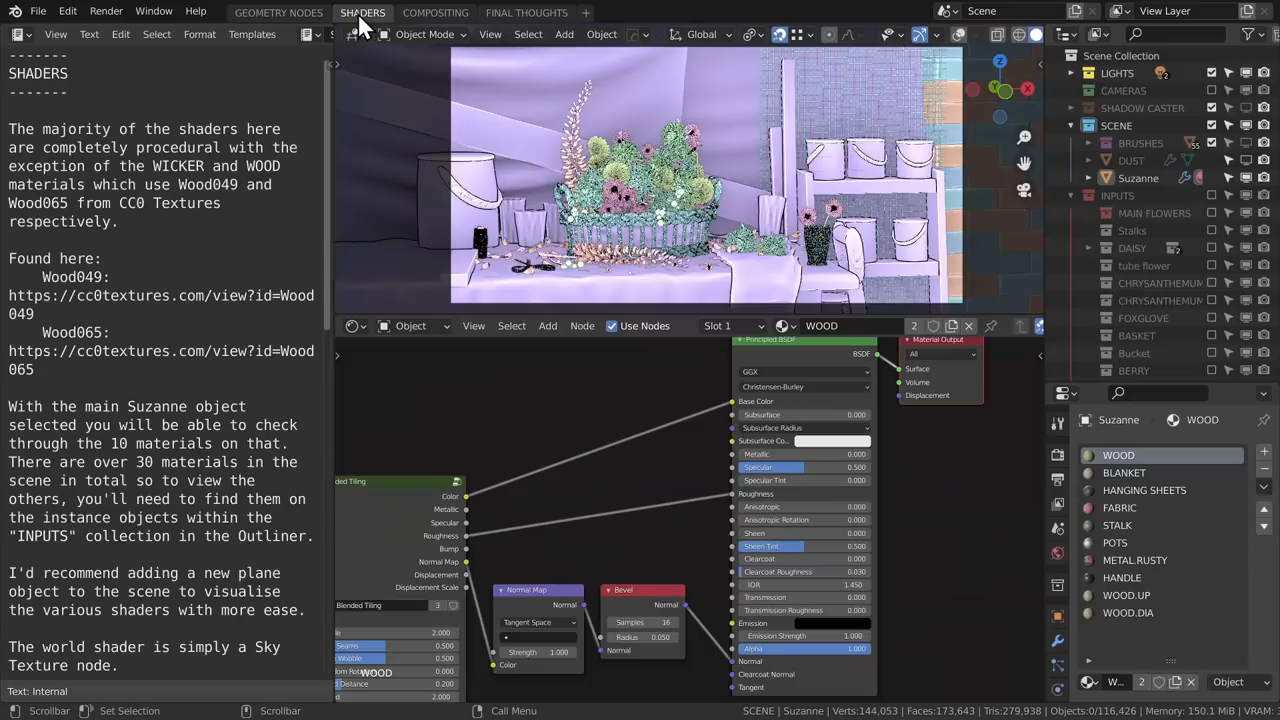 File Edit Render Window Help GEOMETRY NODES SHADERS COMPOSITING FINAL THOUGHTS + Scene View Layer
View Text Edit Select Format Templates
Object Mode View Select Add Object Global
-------
SHADERS
-------
The majority of the shaders here
are completely procedural with the
exception of the WICKER and WOOD
materials which use Wood049 and
Wood065 from CC0 Textures
respectively.
Found here:
Wood049:
https://cc0textures.com/view?id=Wood
049
Wood065:
https://cc0textures.com/view?id=Wood
065
With the main Suzanne object
selected you will be able to check
through the 10 materials on that.
There are over 30 materials in the
scene in total so to view the
others, you'll need to find them on
the instance objects within the
"INPUTS" collection in the Outliner.
I'd recommend adding a new plane
object to the scene to visualise
the various shaders with more ease.
The world shader is simply a Sky
Texture node.
Text: Internal
Z
Y
X
Object View Select Add Node Use Nodes Slot 1 WOOD 2
ded Tiling
Color
Metallic
Specular
Roughness
Bump
Normal Map
Displacement
Displacement Scale
Blended Tiling 3
2.000
Seams 0.500
Wobble 0.500
0.000
WOOD
Distance 0.200
2.000
Normal Map
Normal
Tangent Space
Strength 1.000
Color
Bevel
Normal
Samples 16
Radius 0.050
Normal
Principled BSDF
BSDF
GGX
Christensen-Burley
Base Color
Subsurface 0.000
Subsurface Radius
Subsurface Co...
Metallic 0.000
Specular 0.500
Specular Tint 0.000
Roughness
Anisotropic 0.000
Anisotropic Rotation 0.000
Sheen 0.000
Sheen Tint 0.500
Clearcoat 0.000
Clearcoat Roughness 0.030
IOR 1.450
Transmission 0.000
Transmission Roughness 0.000
Emission
Emission Strength 1.000
Alpha 1.000
Normal
Clearcoat Normal
Tangent
Material Output
All
Surface
Volume
Displacement
Scene Collection
LIGHTS 2
CAMERAS
SHADOW CASTER
SCENE
BRUSHES 55
DUST
Suzanne
INPUTS
MAIN FLOWERS
Stalks
DAISY 2
tube flower
CHRYSANTHEMUM
CHRYSANTHEMUM
FOXGLOVE
BASKET
Bucket
BERRY
Suzanne WOOD
WOOD
BLANKET
HANGING SHEETS
FABRIC
STALK
POTS
METAL.RUSTY
HANDLE
WOOD.UP
WOOD.DIA
W... 2 Object
Scrollbar Set Selection Scrollbar Call Menu SCENE | Suzanne | Verts:144,053 | Faces:173,643 | Tris:279,938 | Objects:0/116,426 | Memory: 150.1 MiB | 2